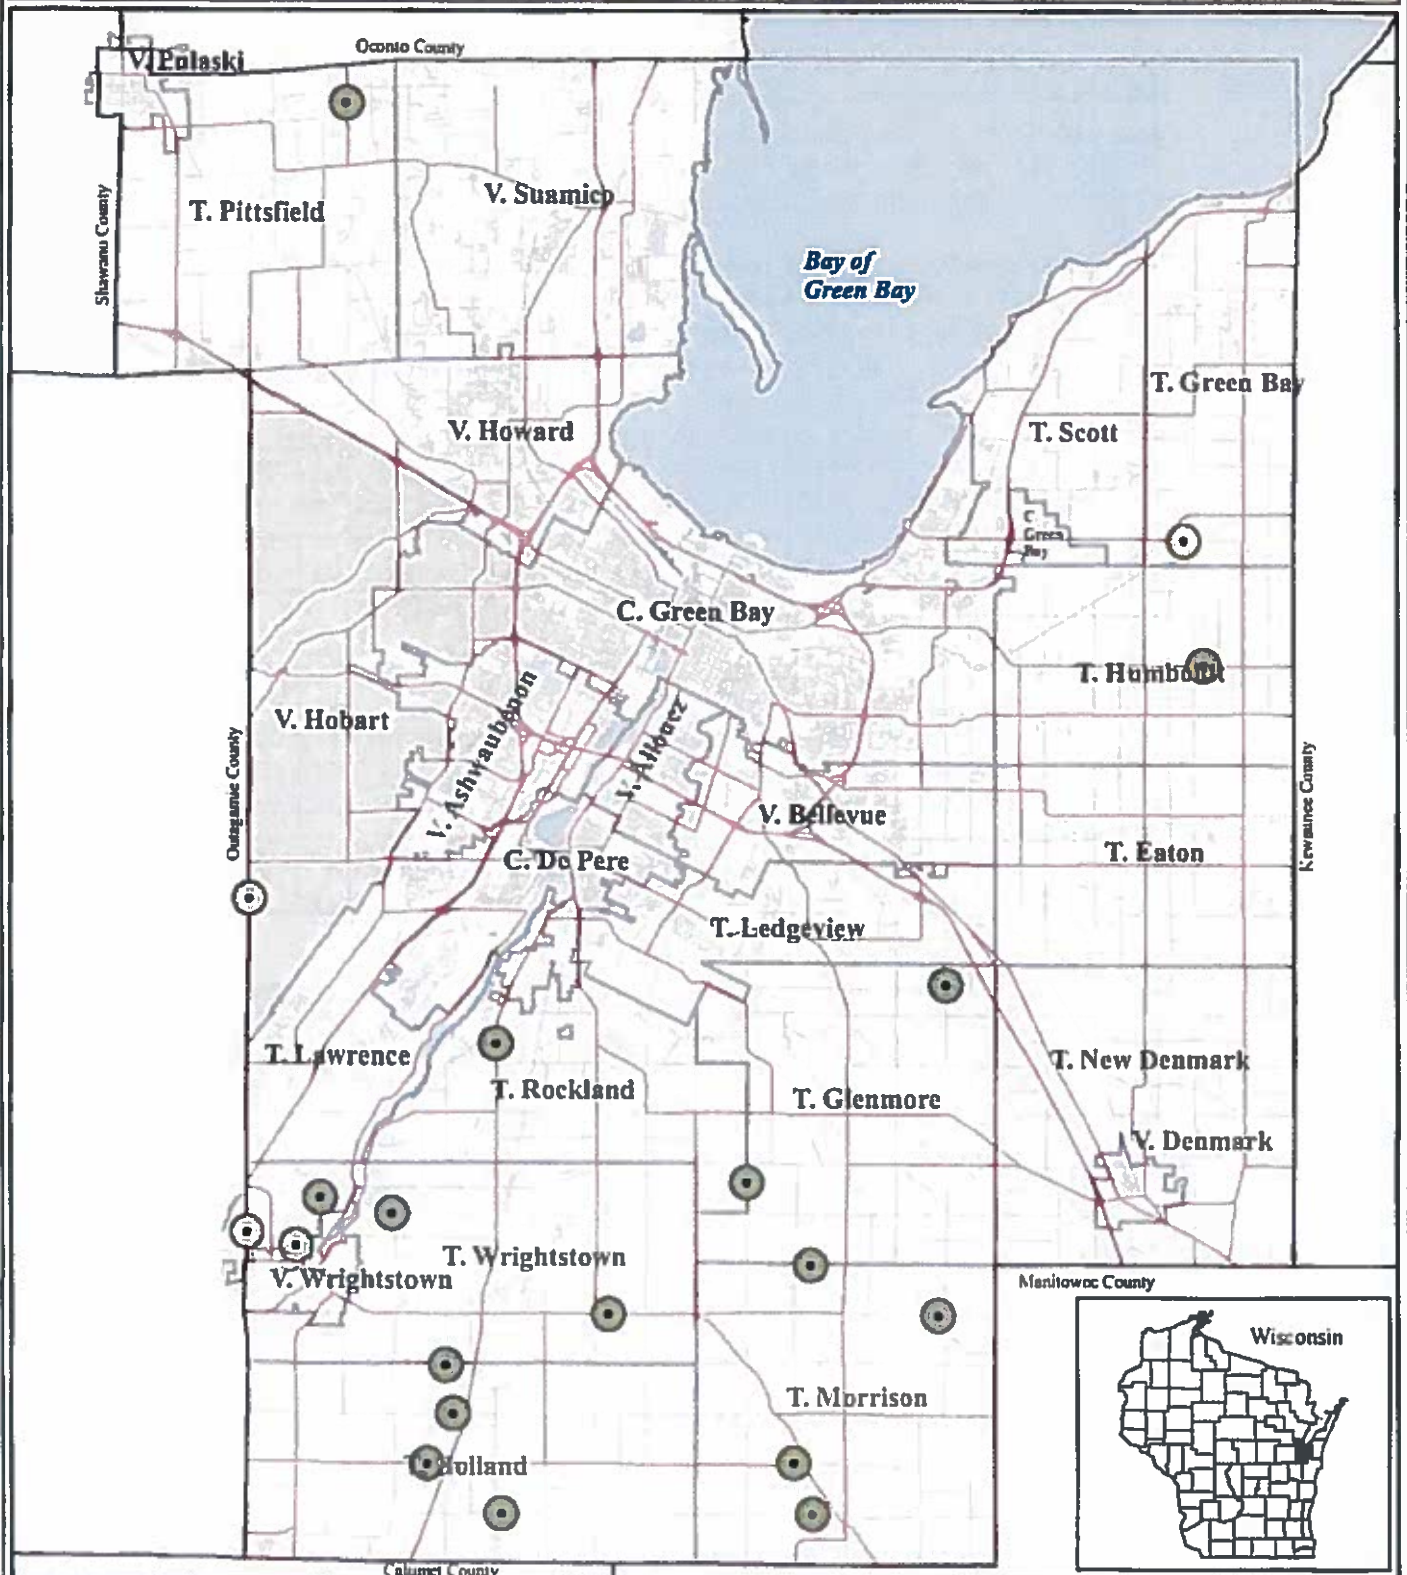 Oconto County
V. Pulaski
Shawano County
T. Pittsfield
V. Suamico
Bay of
Green Bay
T. Green Bay
T. Scott
V. Howard
C
Green
Bay
C. Green Bay
T. Humboldt
V. Hobart
V. Ashwaubenon
V. Allouez
Outagamie County
Kewaunee County
V. Bellevue
T. Eaton
C. De Pere
T. Ledgeview
T. Lawrence
T. Rockland
T. Glenmore
T. New Denmark
V. Denmark
T. Wrightstown
V. Wrightstown
Manitowoc County
Wisconsin
T. Morrison
T. Holland
Calumet County